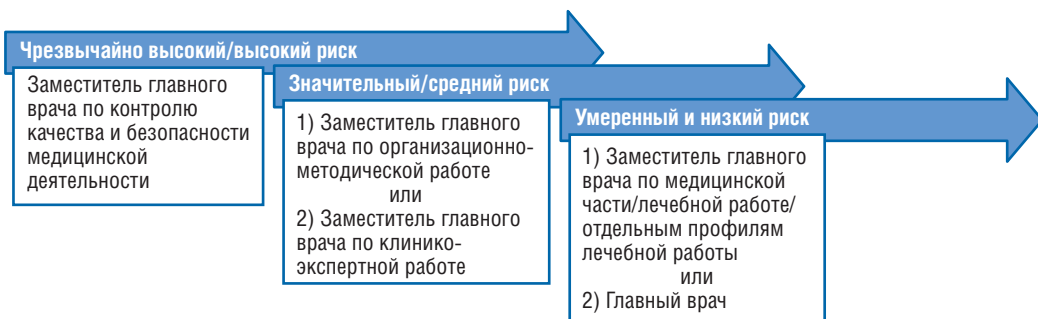 Чрезвычайно высокий/высокий риск
Заместитель главного
врача по контролю
качества и безопасности
медицинской
деятельности
Значительный/средний риск
1) Заместитель главного
врача по организационно-
методической работе
или
2) Заместитель главного
врача по клинико-
экспертной работе
Умеренный и низкий риск
1) Заместитель главного
врача по медицинской
части/лечебной работе/
отдельным профилям
лечебной работы
или
2) Главный врач